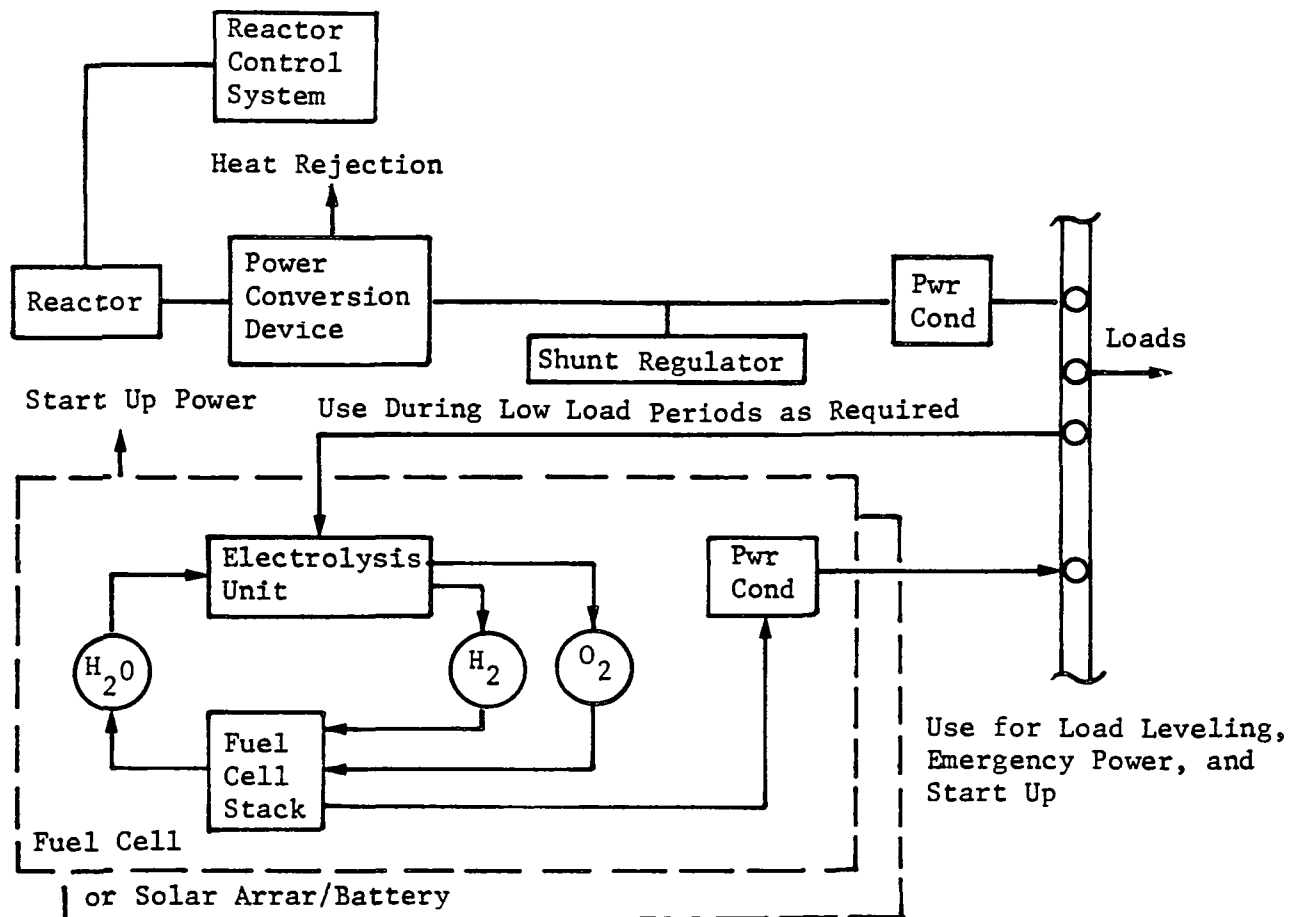 Reactor
Control
System
Heat Rejection
Reactor
Power
Conversion
Device
Shunt Regulator
Pwr
Cond
Loads
Start Up Power
Use During Low Load Periods as Required
Electrolysis
Unit
Pwr
Cond
H2O
H2
O2
Fuel
Cell
Stack
Use for Load Leveling,
Emergency Power, and
Start Up
Fuel Cell
or Solar Arrar/Battery